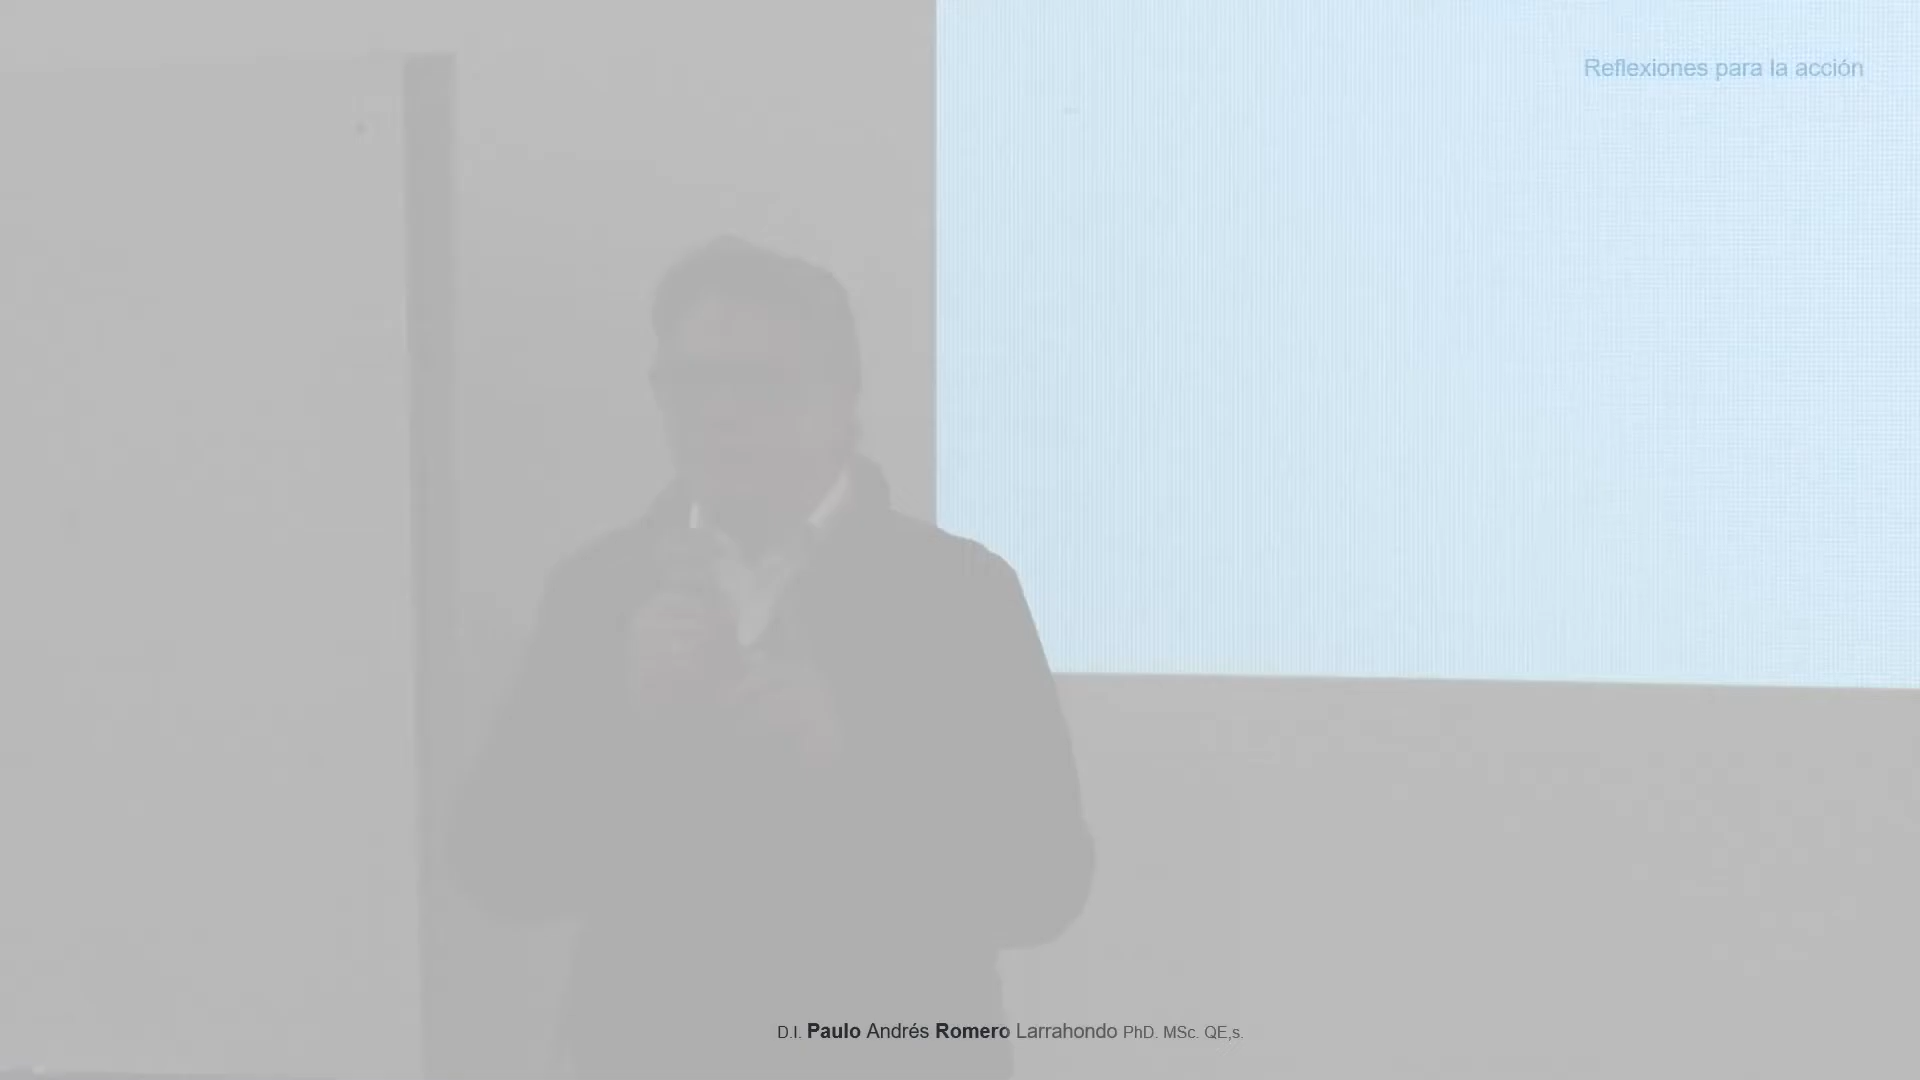 Reflexiones para la acción
D.I. Paulo Andrés Romero Larrahondo PhD. MSc. QE,s.